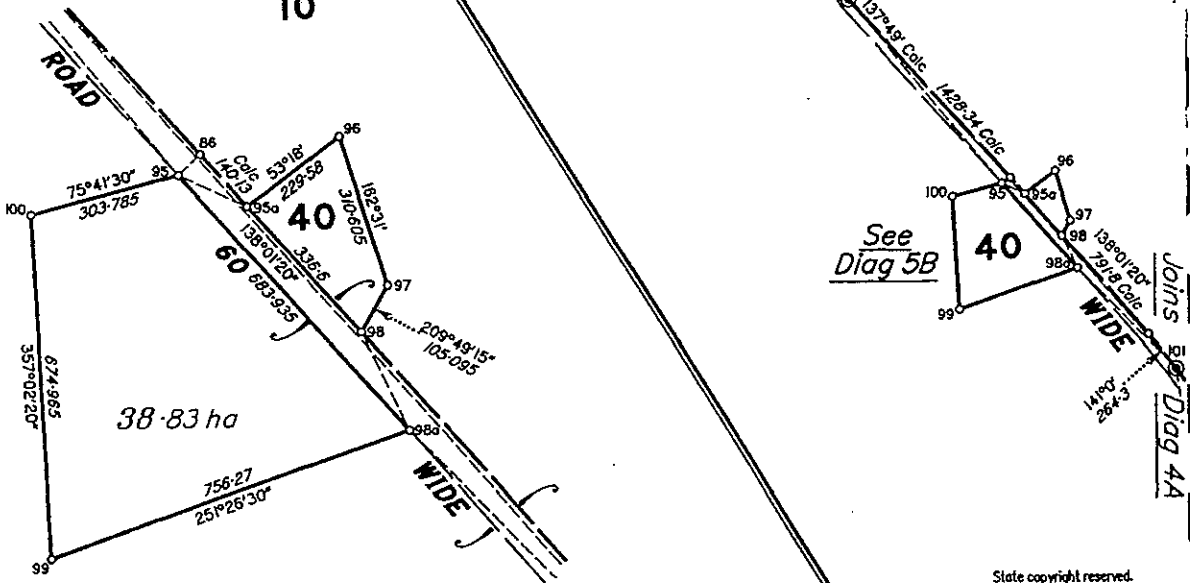 10
ROAD
86
96
95
Calc
140·13
53°18'
229·58
75°41'30"
303·785
100
95a
40
162°31'
310·605
138°01'20"
336·6
60
683·935
97
98
209°49'15"
105·095
357°02'20"
674·965
38·83 ha
98a
756·27
251°26'30"
WIDE
99
137°49' Calc
1428·34 Calc
96
100
95
95a
97
98
40
See
Diag 5B
98a
99
138°01'20"
791·8 Calc
WIDE
141°0'
264·3
101
Joins
Diag 4A
State copyright reserved.